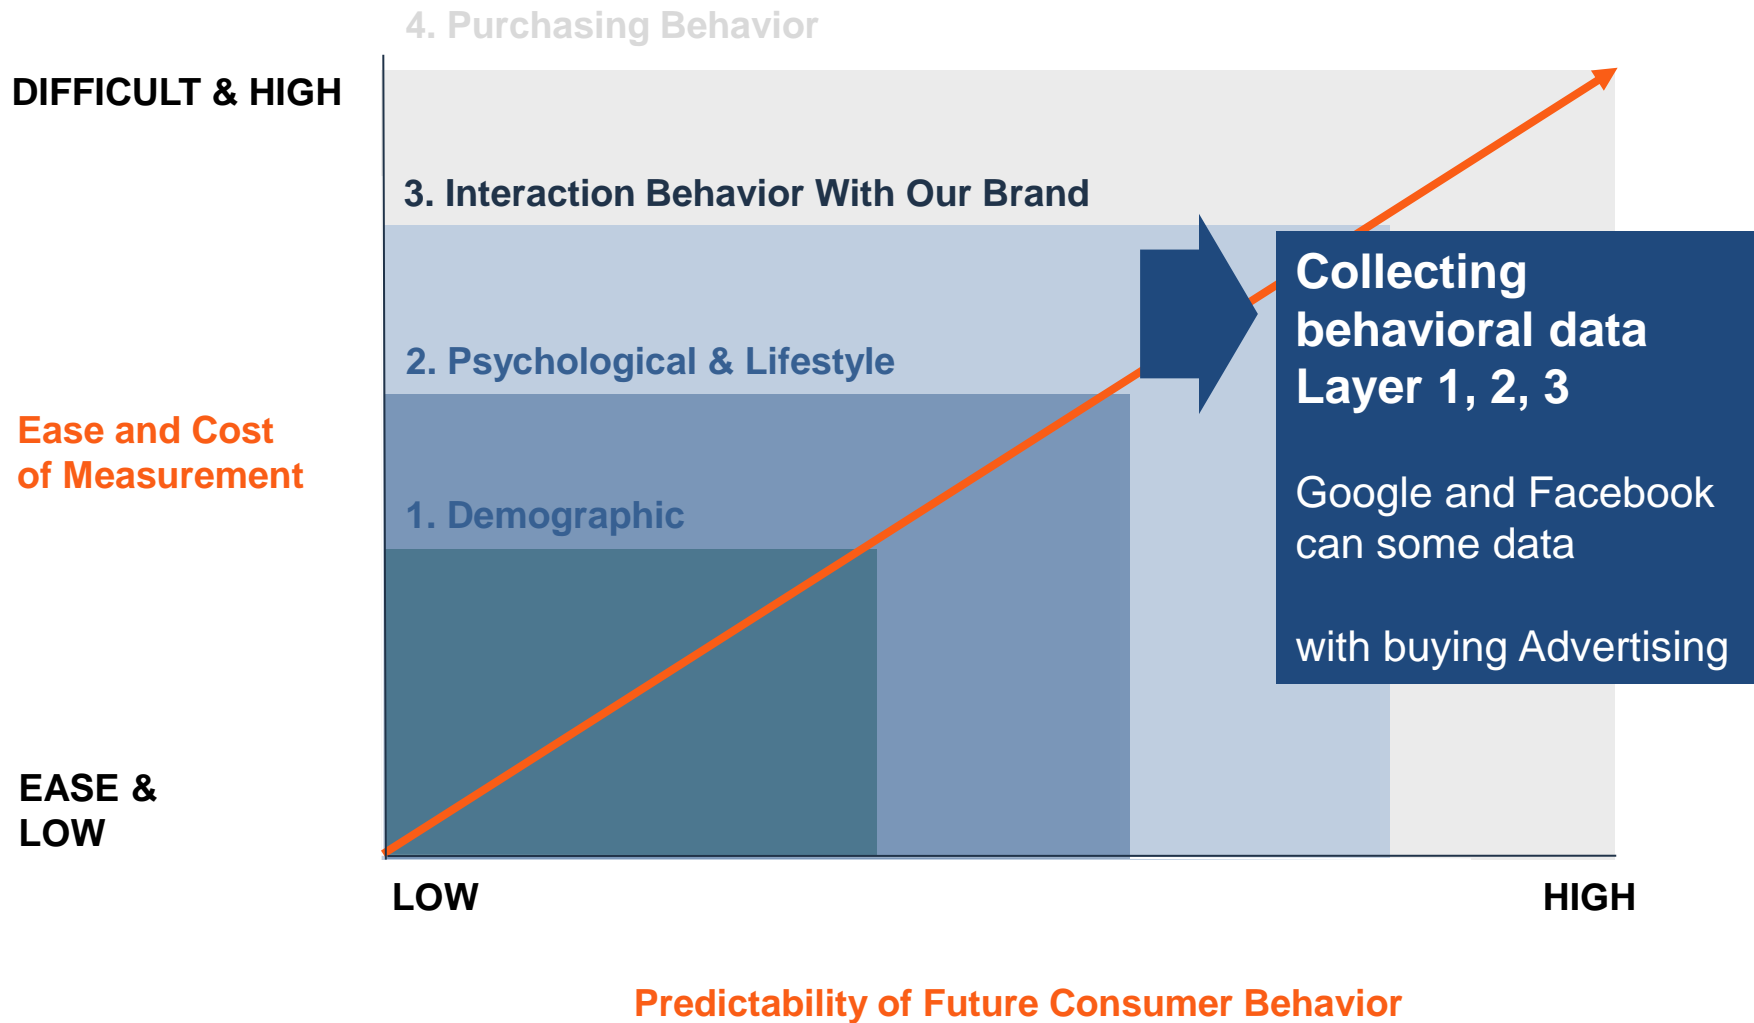 4. Purchasing Behavior
DIFFICULT & HIGH
3. Interaction Behavior With Our Brand
Collecting
behavioral data
Layer 1, 2, 3
Google and Facebook
can some data
with buying Advertising
2. Psychological & Lifestyle
Ease and Cost
of Measurement
1. Demographic
EASE &
LOW
LOW
HIGH
Predictability of Future Consumer Behavior